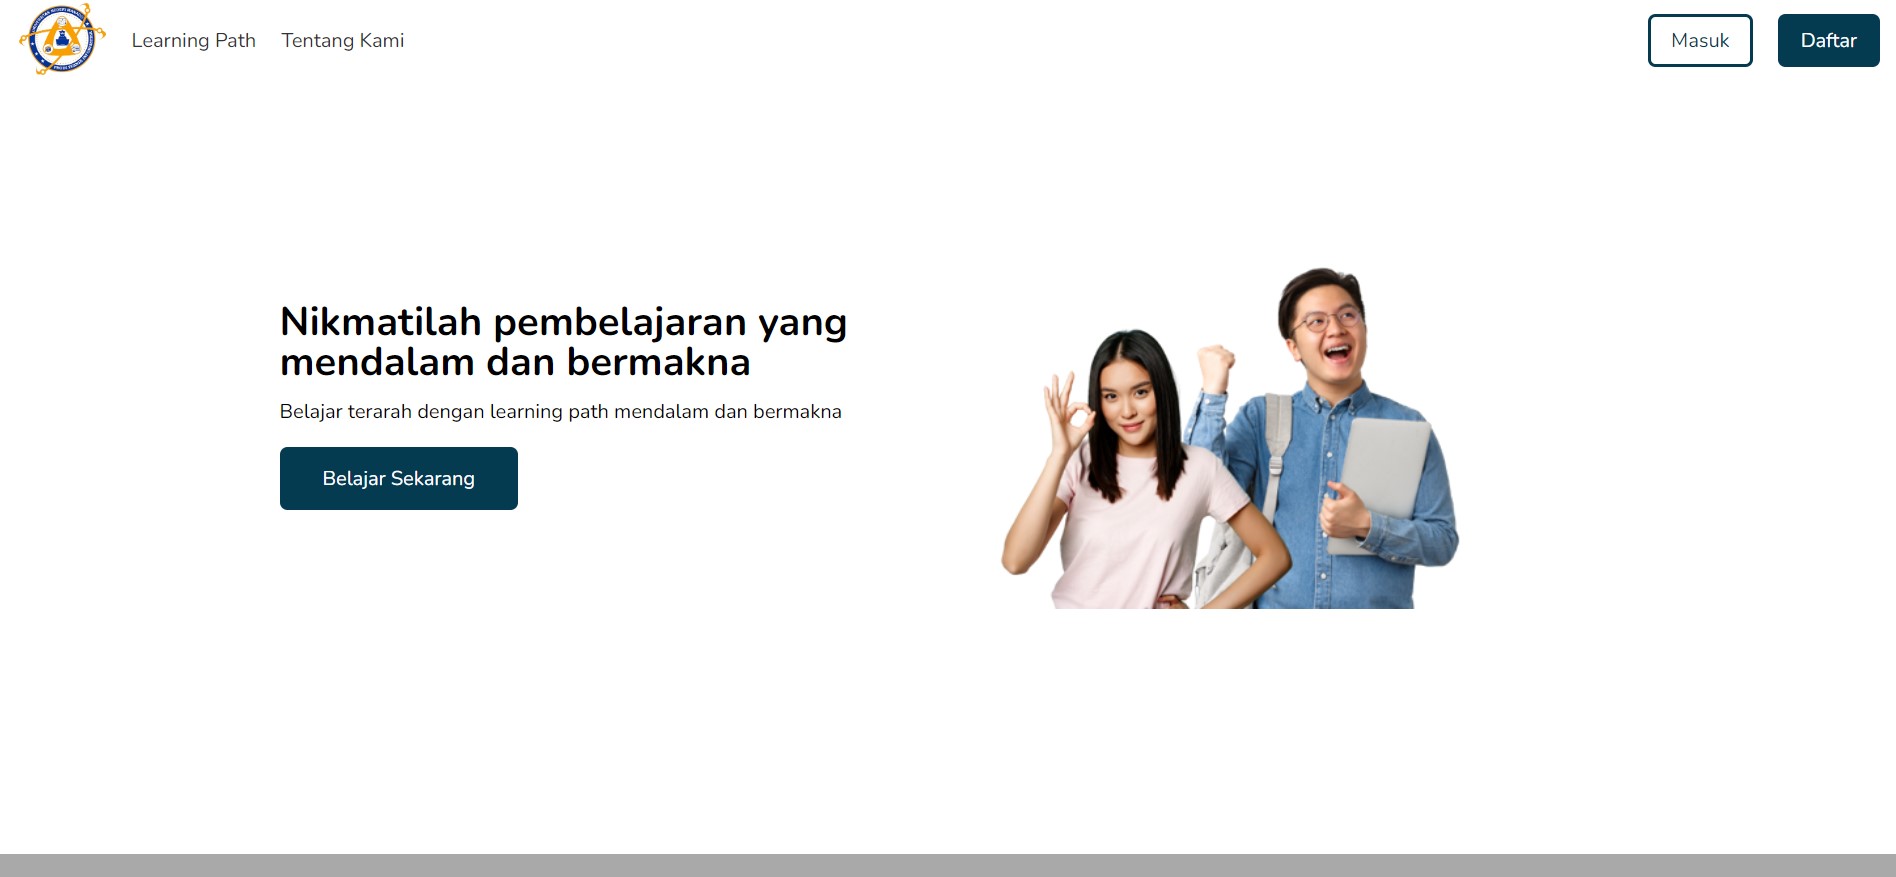 Learning Path
Tentang Kami
Masuk
Daftar
Nikmatilah pembelajaran yang
mendalam dan bermakna
Belajar terarah dengan learning path mendalam dan bermakna
Belajar Sekarang